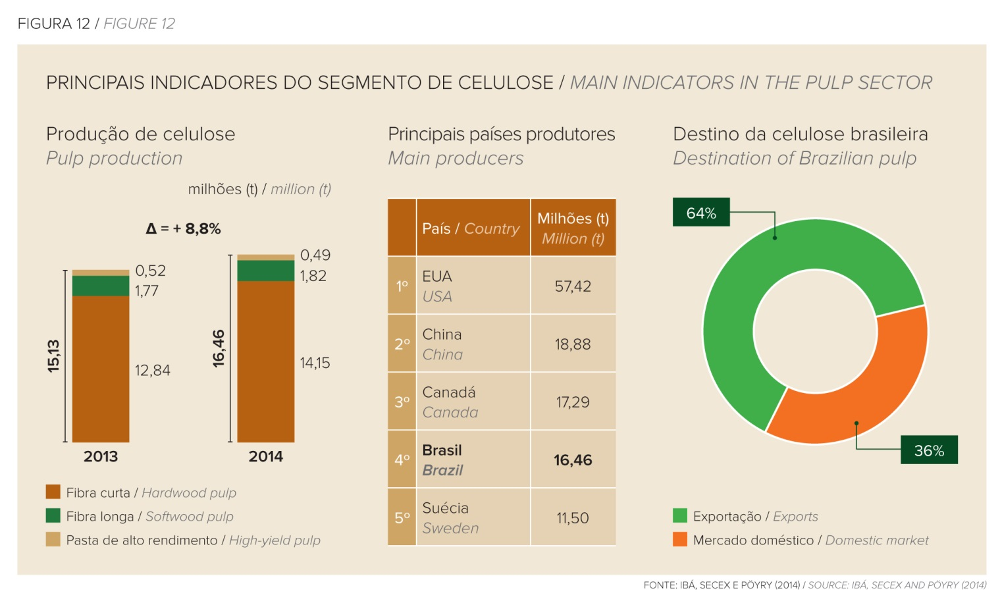 FIGURA 12 / FIGURE 12
PRINCIPAIS INDICADORES DO SEGMENTO DE CELULOSE / MAIN INDICATORS IN THE PULP SECTOR
Produção de celulose
Pulp production
milhões (t) / million (t)
Δ = + 8,8%
0,52
1,77
12,84
15,13
2013
0,49
1,82
14,15
16,46
2014
Fibra curta / Hardwood pulp
Fibra longa / Softwood pulp
Pasta de alto rendimento / High-yield pulp
Principais países produtores
Main producers
País / Country
Milhões (t)
Million (t)
1º
EUA
USA
57,42
2º
China
China
18,88
3º
Canadá
Canada
17,29
4º
Brasil
Brazil
16,46
5º
Suécia
Sweden
11,50
Destino da celulose brasileira
Destination of Brazilian pulp
64%
36%
Exportação / Exports
Mercado doméstico / Domestic market
FONTE: IBÁ, SECEX E PÖYRY (2014) / SOURCE: IBÁ, SECEX AND PÖYRY (2014)